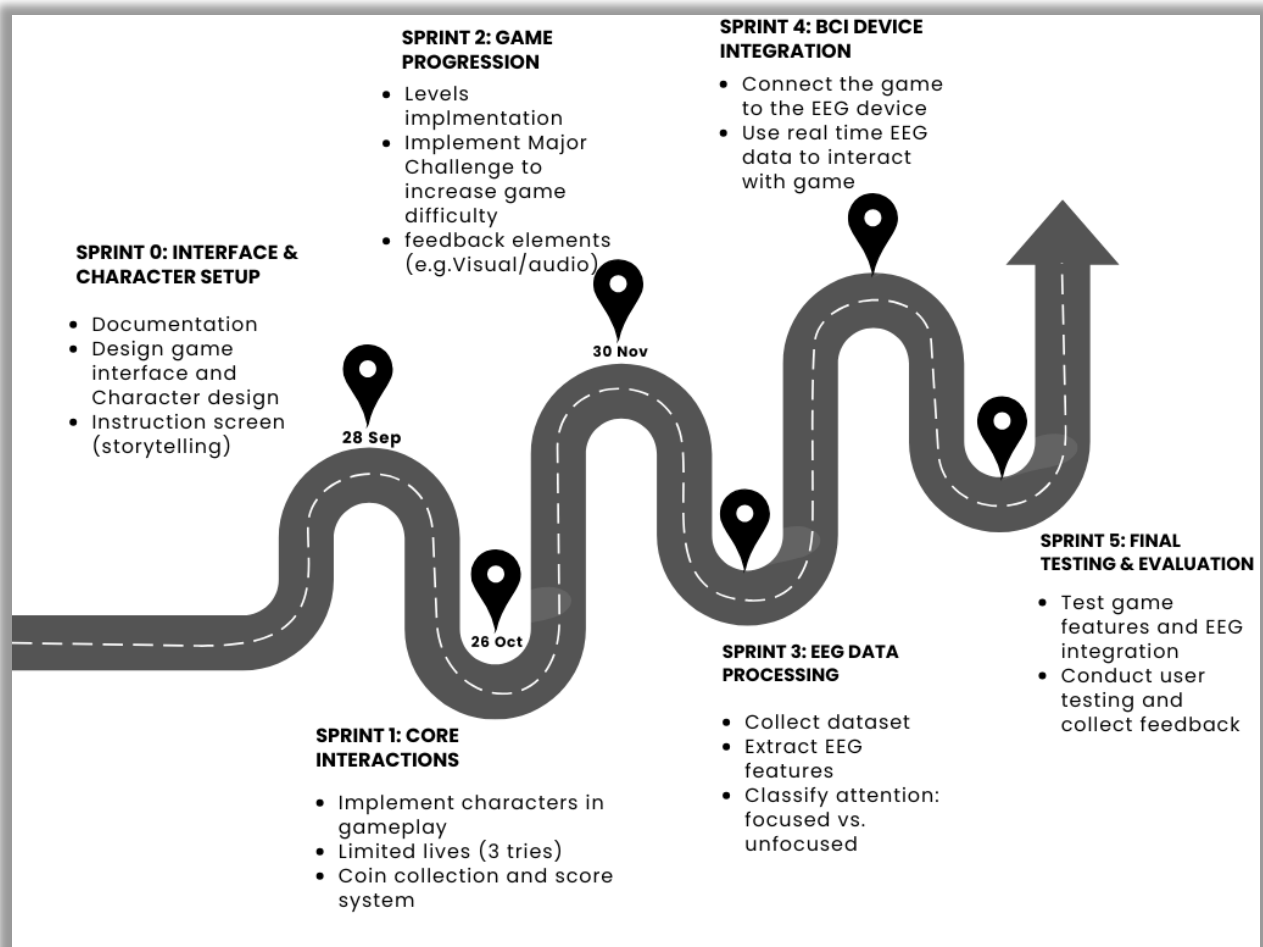 SPRINT 0: INTERFACE &
CHARACTER SETUP
• Documentation
• Design game
interface and
Character design
• Instruction screen
(storytelling)
28 Sep
SPRINT 1: CORE
INTERACTIONS
• Implement characters in
gameplay
• Limited lives (3 tries)
• Coin collection and score
system
26 Oct
SPRINT 2: GAME
PROGRESSION
• Levels
implmentation
• Implement Major
Challenge to
increase game
difficulty
• feedback elements
(e.g.Visual/audio)
30 Nov
SPRINT 3: EEG DATA
PROCESSING
• Collect dataset
• Extract EEG
features
• Classify attention:
focused vs.
unfocused
SPRINT 4: BCI DEVICE
INTEGRATION
• Connect the game
to the EEG device
• Use real time EEG
data to interact
with game
SPRINT 5: FINAL
TESTING & EVALUATION
• Test game
features and EEG
integration
• Conduct user
testing and
collect feedback